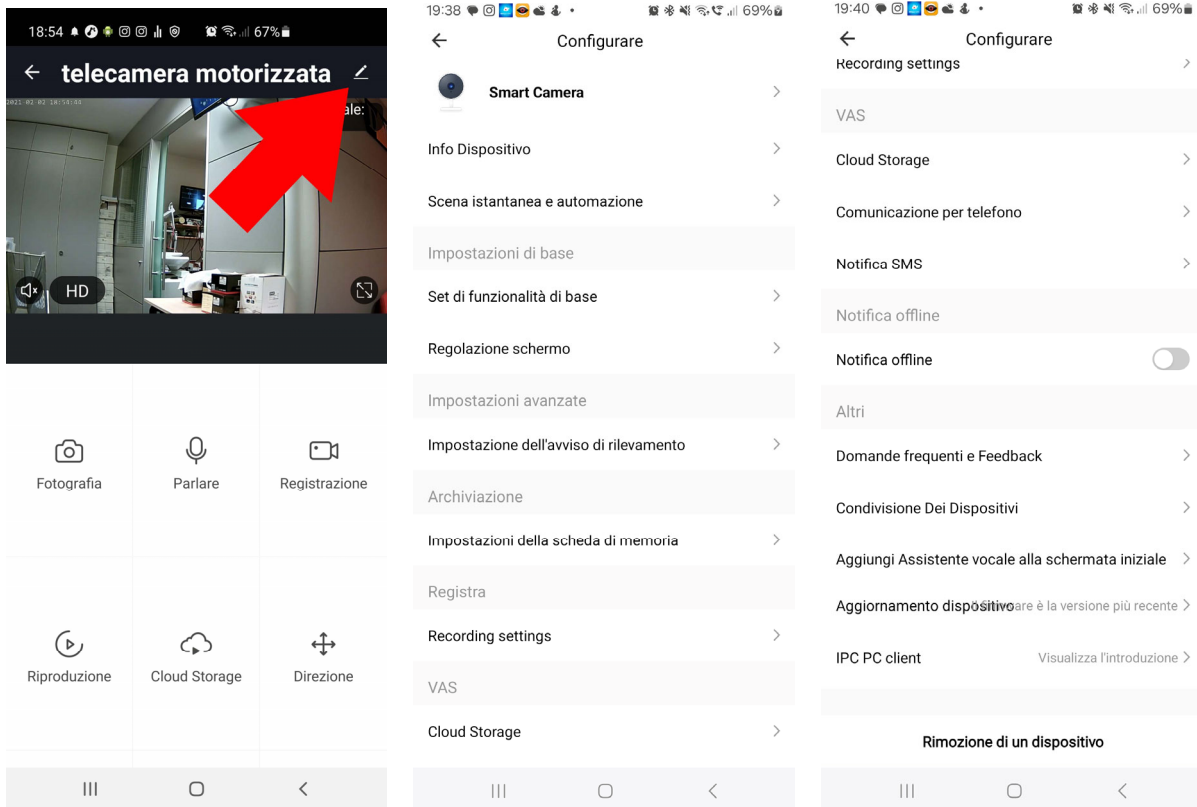 18:54
67%
telecamera motorizzata
2021-02-02 18:54:44
ale:
HD
Fotografia
Parlare
Registrazione
Riproduzione
Cloud Storage
Direzione
19:38
69%
Configurare
Smart Camera
Info Dispositivo
Scena istantanea e automazione
Impostazioni di base
Set di funzionalità di base
Regolazione schermo
Impostazioni avanzate
Impostazione dell'avviso di rilevamento
Archiviazione
Impostazioni della scheda di memoria
Registra
Recording settings
VAS
Cloud Storage
19:40
69%
Configurare
Recording settings
VAS
Cloud Storage
Comunicazione per telefono
Notifica SMS
Notifica offline
Notifica offline
Altri
Domande frequenti e Feedback
Condivisione Dei Dispositivi
Aggiungi Assistente vocale alla schermata iniziale
Aggiornamento dispositivo è la versione più recente
IPC PC client Visualizza l'introduzione
Rimozione di un dispositivo